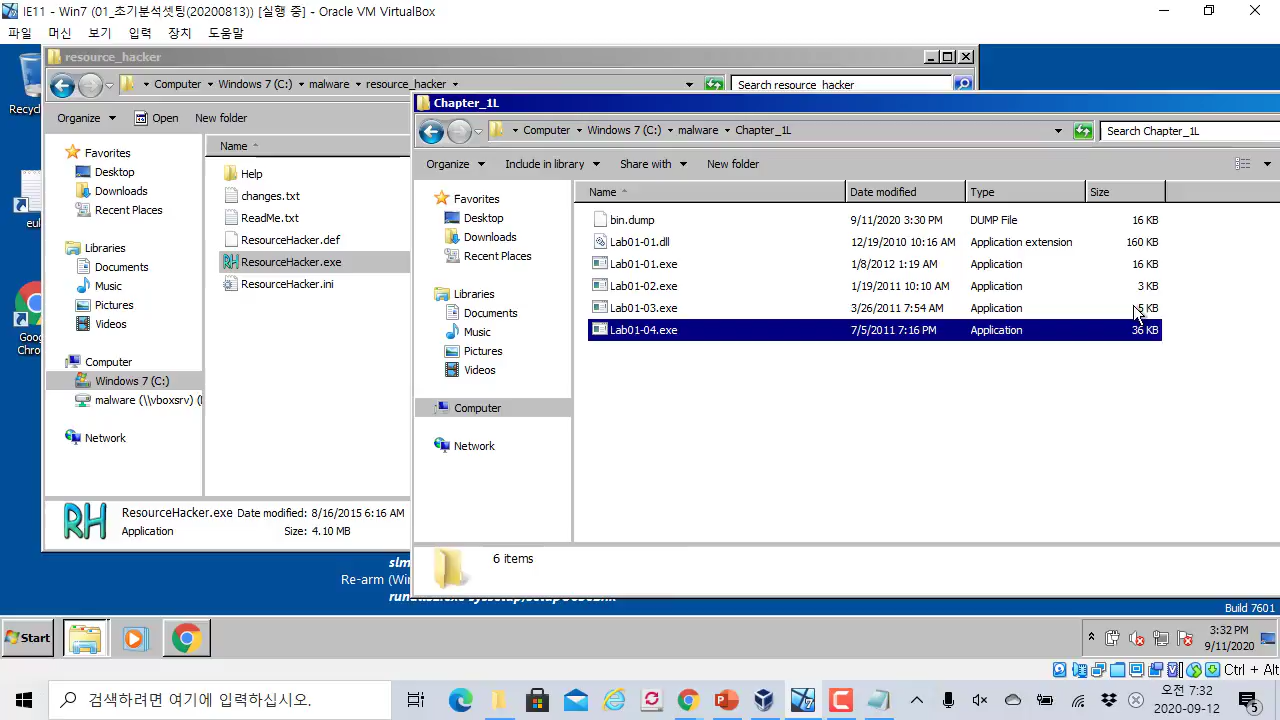 IE11 - Win7 (01_초기분석셋팅(20200813)) [실행 중] - Oracle VM VirtualBox
파일 머신 보기 입력 장치 도움말
resource_hacker
Computer Windows 7 (C:) malware resource_hacker
Search resource_hacker
Organize Open New folder
Favorites
Desktop
Downloads
Recent Places
Libraries
Documents
Music
Pictures
Videos
Computer
Windows 7 (C:)
malware (\\vboxsrv) (
Network
Name
Help
changes.txt
ReadMe.txt
ResourceHacker.def
ResourceHacker.exe
ResourceHacker.ini
RH
ResourceHacker.exe Date modified: 8/16/2015 6:16 AM
Application Size: 4.10 MB
Chapter_1L
Computer Windows 7 (C:) malware Chapter_1L
Search Chapter_1L
Organize Include in library Share with New folder
Favorites
Desktop
Downloads
Recent Places
Libraries
Documents
Music
Pictures
Videos
Computer
Network
Name Date modified Type Size
bin.dump 9/11/2020 3:30 PM DUMP File 16 KB
Lab01-01.dll 12/19/2010 10:16 AM Application extension 160 KB
Lab01-01.exe 1/8/2012 1:19 AM Application 16 KB
Lab01-02.exe 1/19/2011 10:10 AM Application 3 KB
Lab01-03.exe 3/26/2011 7:54 AM Application KB
Lab01-04.exe 7/5/2011 7:16 PM Application 36 KB
6 items
Recyc
eul
Goo
Chro
slm
Re-arm (Wi
Build 7601
Start
3:32 PM
9/11/2020
Ctrl + Alt
검색하려면 여기에 입력하십시오.
오전 7:32
2020-09-12
5